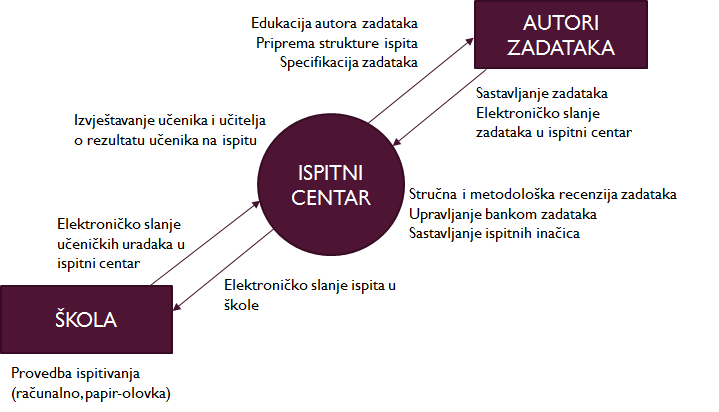 Edukacija autora zadataka
Priprema strukture ispita
Specifikacija zadataka
AUTORI
ZADATAKA
Sastavljanje zadataka
Elektroničko slanje
zadataka u ispitni centar
Izvještavanje učenika i učitelja
o rezultatu učenika na ispitu
ISPITNI
CENTAR
Stručna i metodološka recenzija zadataka
Upravljanje bankom zadataka
Sastavljanje ispitnih inačica
Elektroničko slanje
učeničkih uradaka u
ispitni centar
Elektroničko slanje ispita u
škole
ŠKOLA
Provedba ispitivanja
(računalno, papir-olovka)